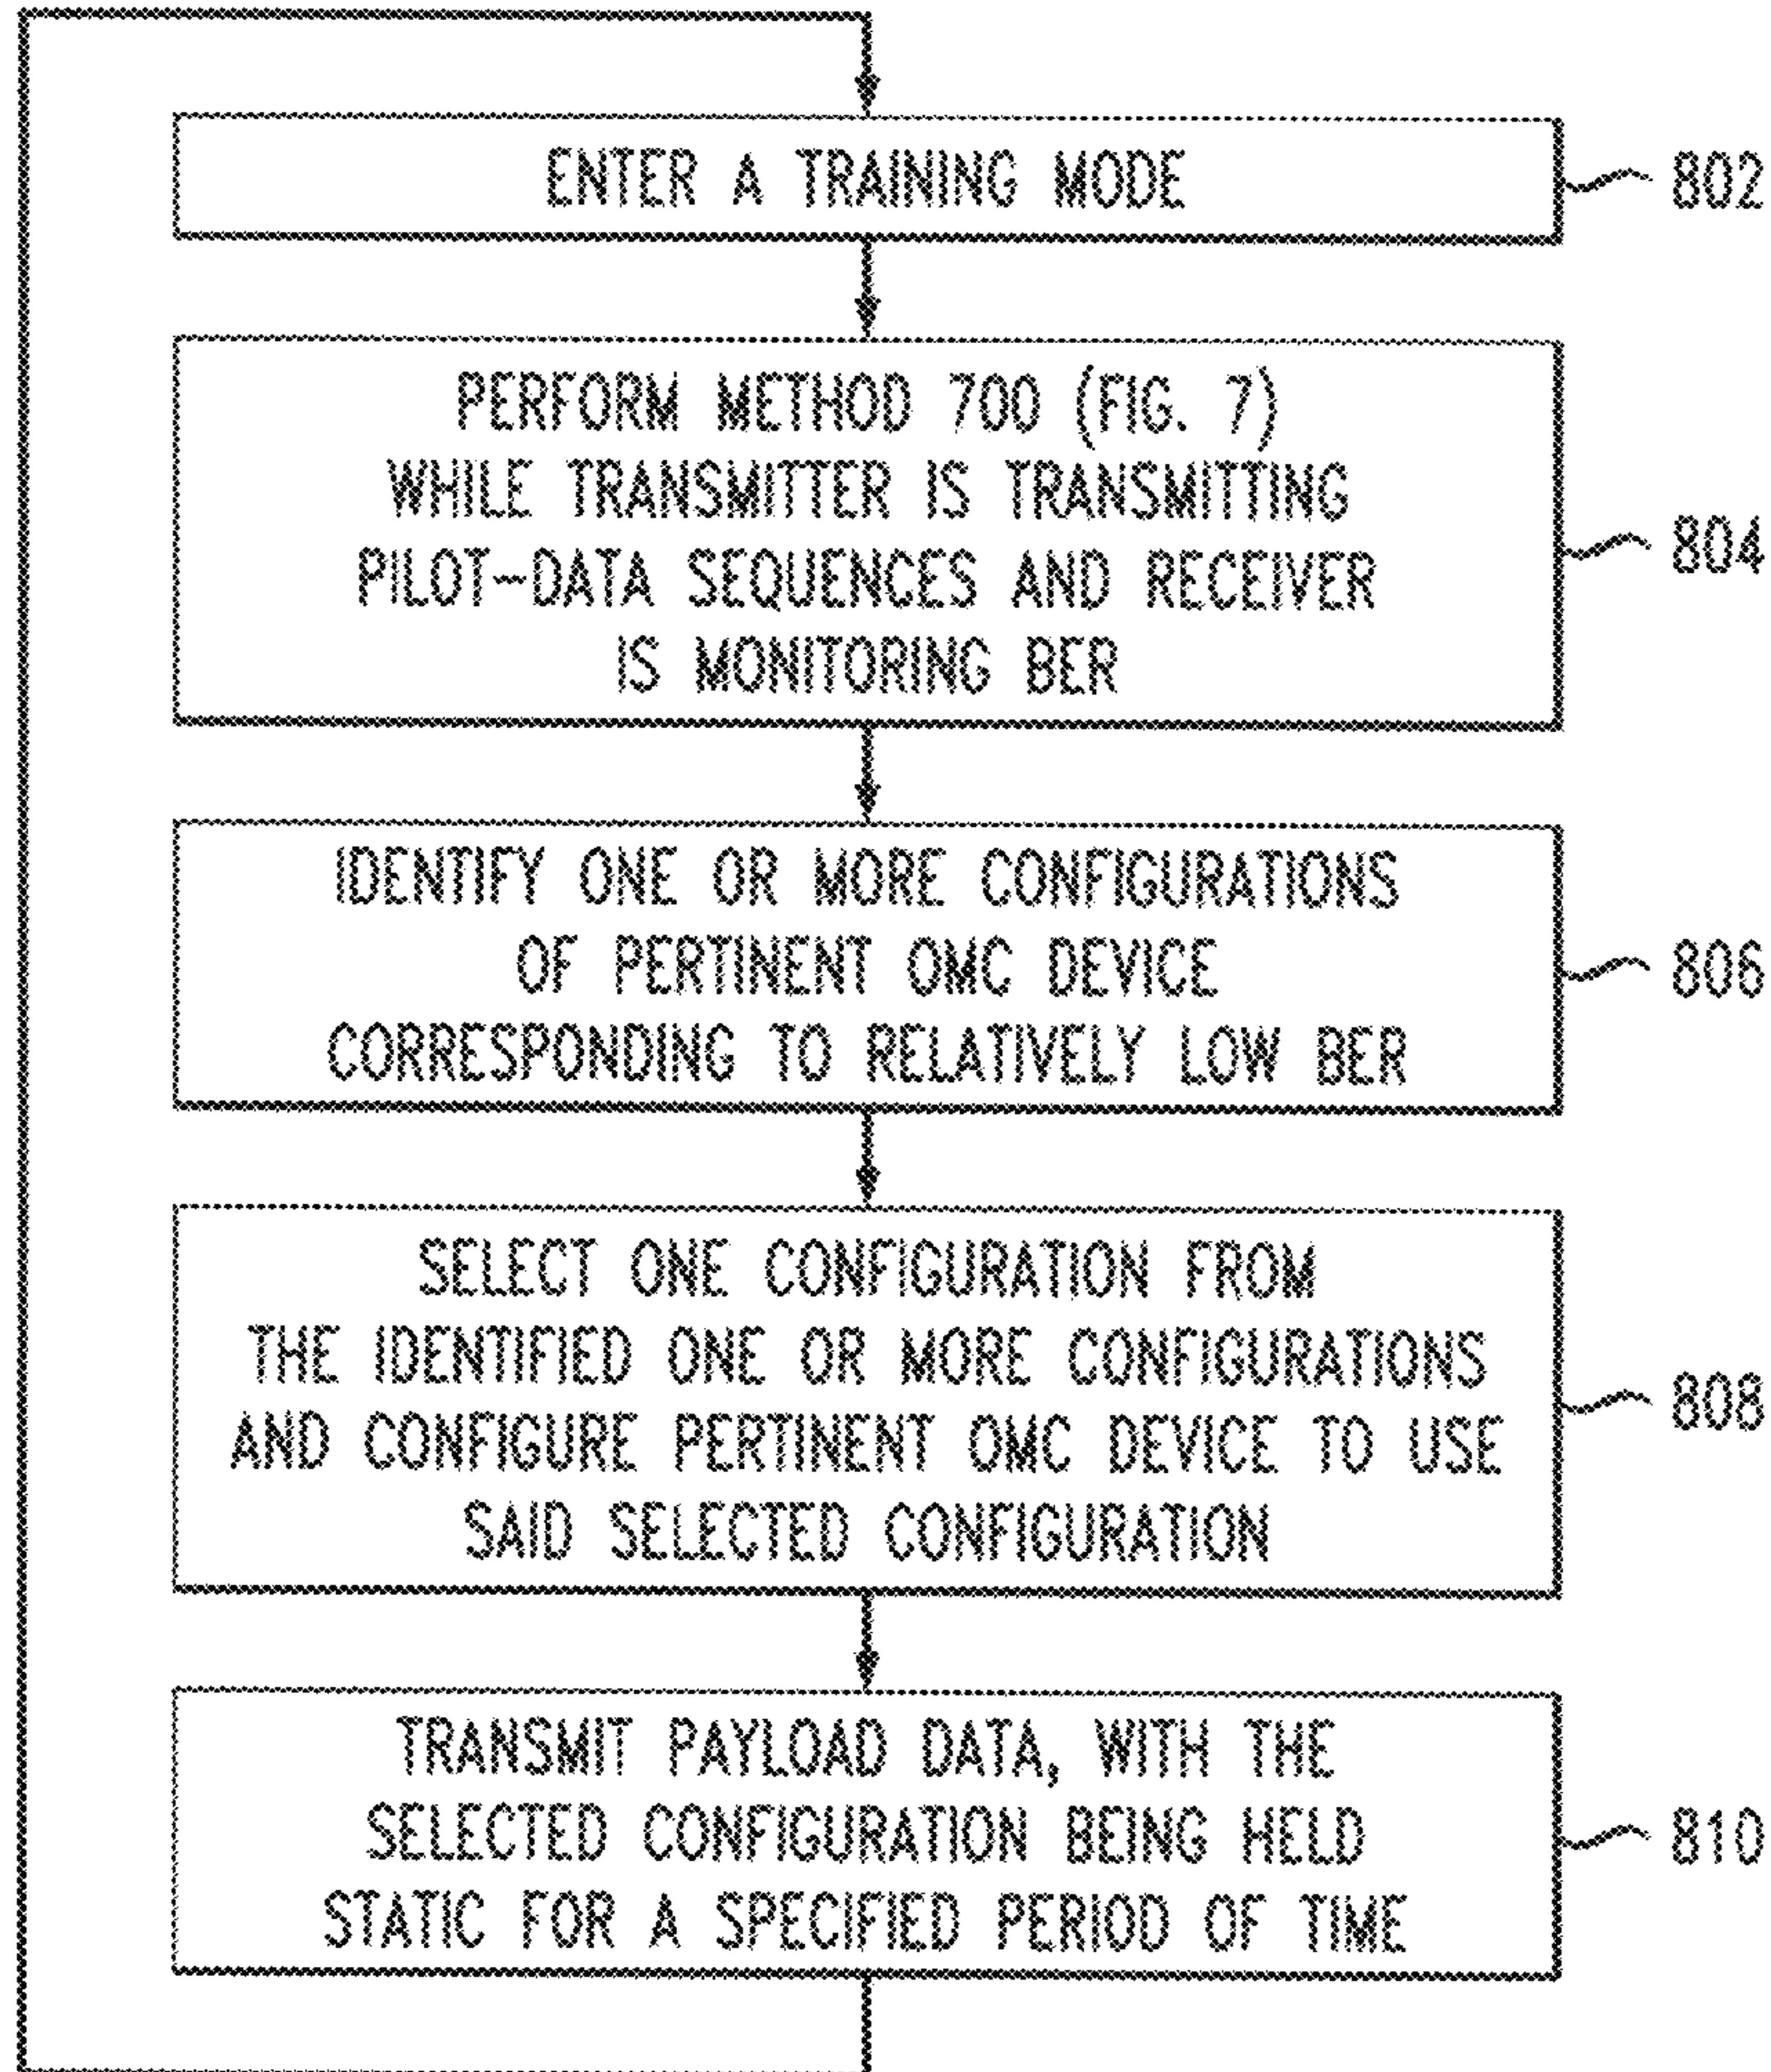 ENTER A TRAINING MODE
802
PERFORM METHOD 700 (FIG. 7)
WHILE TRANSMITTER IS TRANSMITTING
PILOT-DATA SEQUENCES AND RECEIVER
IS MONITORING BER
804
IDENTIFY ONE OR MORE CONFIGURATIONS
OF PERTINENT OMC DEVICE
CORRESPONDING TO RELATIVELY LOW BER
806
SELECT ONE CONFIGURATION FROM
THE IDENTIFIED ONE OR MORE CONFIGURATIONS
AND CONFIGURE PERTINENT OMC DEVICE TO USE
SAID SELECTED CONFIGURATION
808
TRANSMIT PAYLOAD DATA, WITH THE
SELECTED CONFIGURATION BEING HELD
STATIC FOR A SPECIFIED PERIOD OF TIME
810